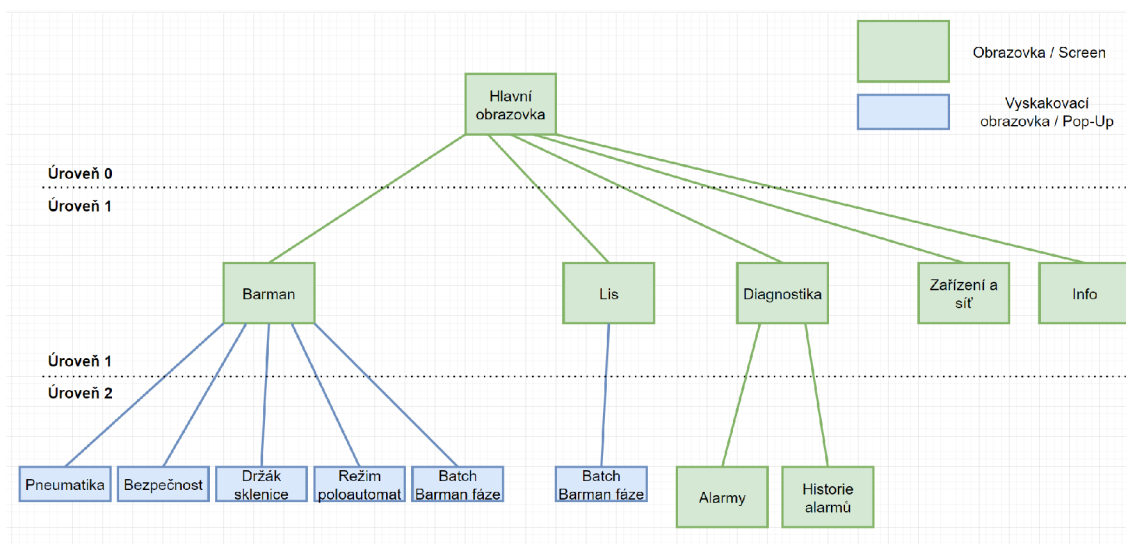 Obrazovka / Screen
Hlavní
obrazovka
Vyskakovací
obrazovka / Pop-Up
Úroveň 0
Úroveň 1
Barman
Lis
Diagnostika
Zařízení a
síť
Info
Úroveň 1
Úroveň 2
Pneumatika
Bezpečnost
Držák
sklenice
Režim
poloautomat
Batch
Barman fáze
Batch
Barman fáze
Alarmy
Historie
alarmů